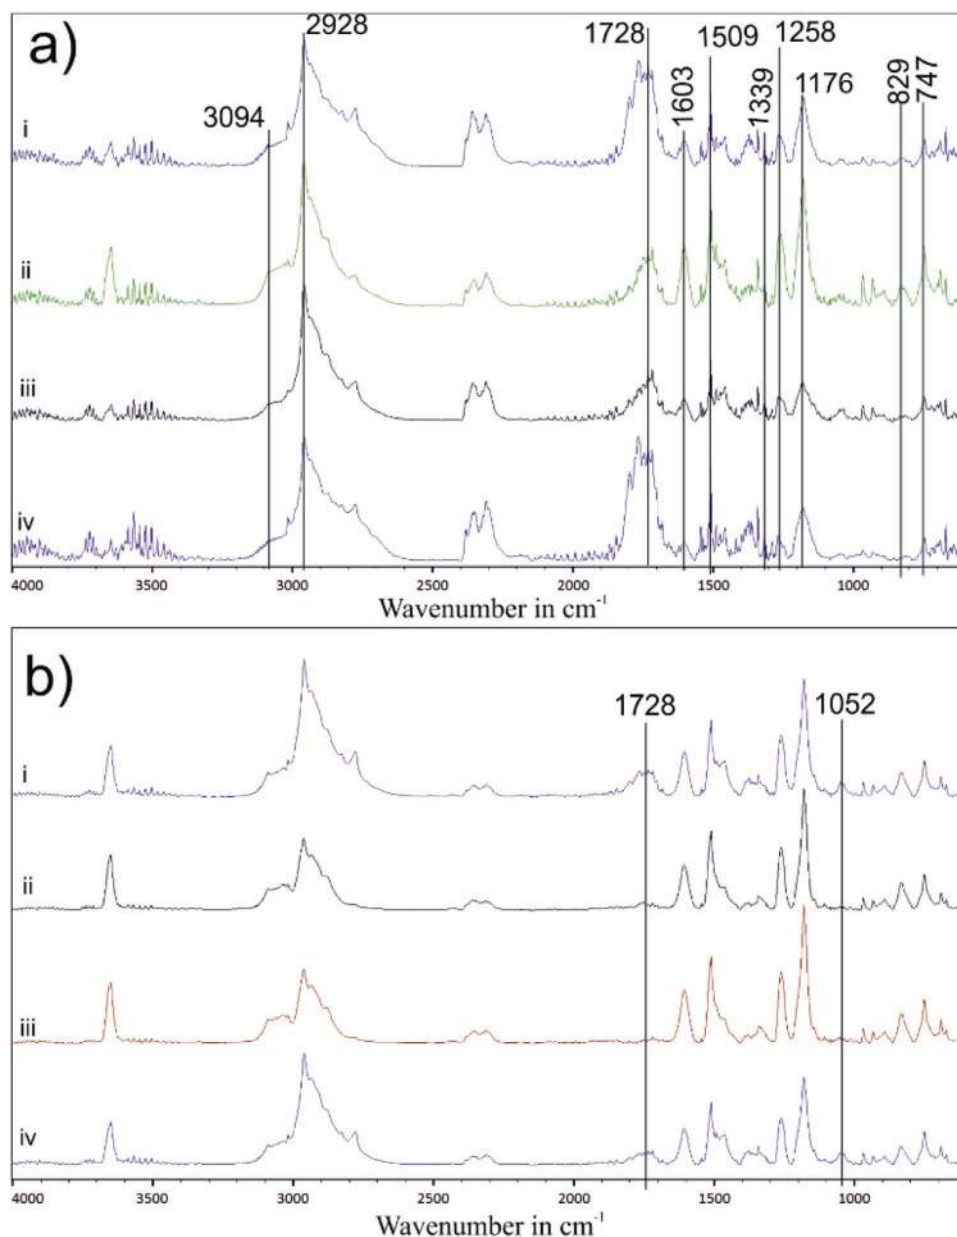 a)
2928
1728
1509
1258
3094
1603
1339
1176
829
747
i
ii
iii
iv
4000 3500 3000 2500 2000 1500 1000
Wavenumber in cm-1
b)
1728
1052
i
ii
iii
iv
4000 3500 3000 2500 2000 1500 1000
Wavenumber in cm-1